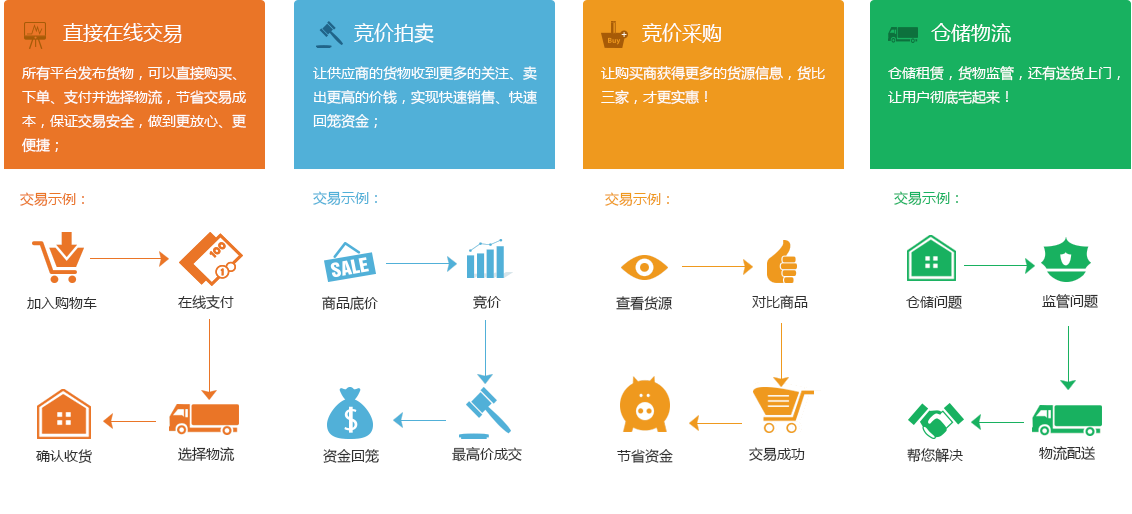 直接在线交易
所有平台发布货物，可以直接购买、
下单、支付并选择物流，节省交易成
本，保证交易安全，做到更放心、更
便捷；
交易示例：
加入购物车
100
1
在线支付
确认收货
选择物流
竞价拍卖
让供应商的货物收到更多的关注、卖
出更高的价钱，实现快速销售、快速
回笼资金；
交易示例：
SALE
商品底价
竞价
$
资金回笼
最高价成交
Buy
竞价采购
让购买商获得更多的货源信息，货比
三家，才更实惠！
交易示例：
查看货源
对比商品
节省资金
交易成功
仓储物流
仓储租赁，货物监管，还有送货上门，
让用户彻底宅起来！
交易示例：
仓储问题
监管问题
帮您解决
物流配送